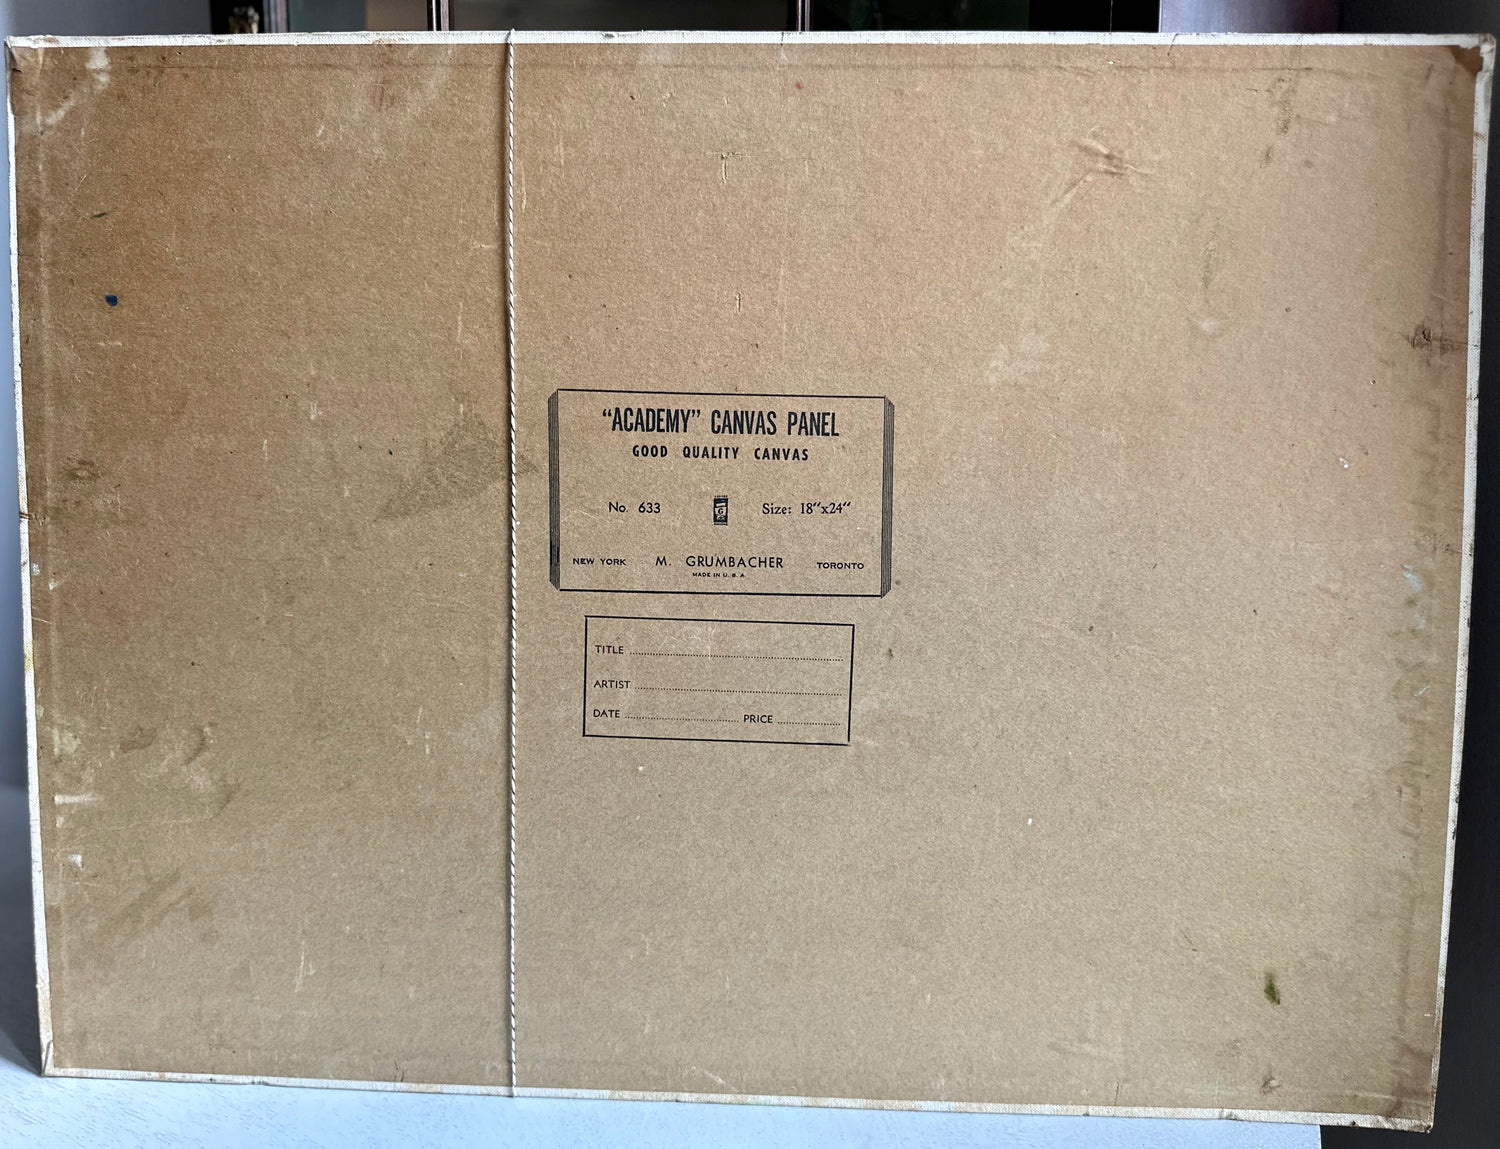 "ACADEMY" CANVAS PANEL
GOOD QUALITY CANVAS
No. 633 G Size: 18"x24"
NEW YORK M. GRUMBACHER TORONTO
MADE IN U. S. A
TITLE
ARTIST
DATE PRICE